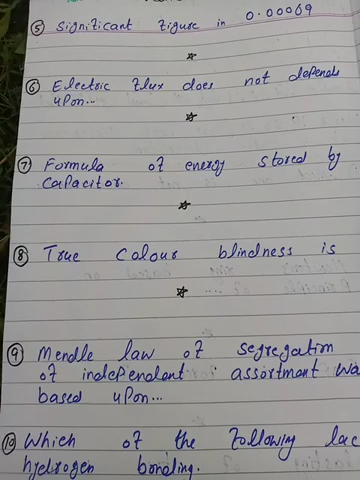 ⑤ Significant figure in 0.00069
⑥ Electric flux does not depends
upon...
⑦ Formula of energy stored by
capacitor.
⑧ True Colour blindness is
⑨ Mendle law of segregation
of independent assortment wa
based upon...
⑩ Which of the following lac
hydrogen bonding.